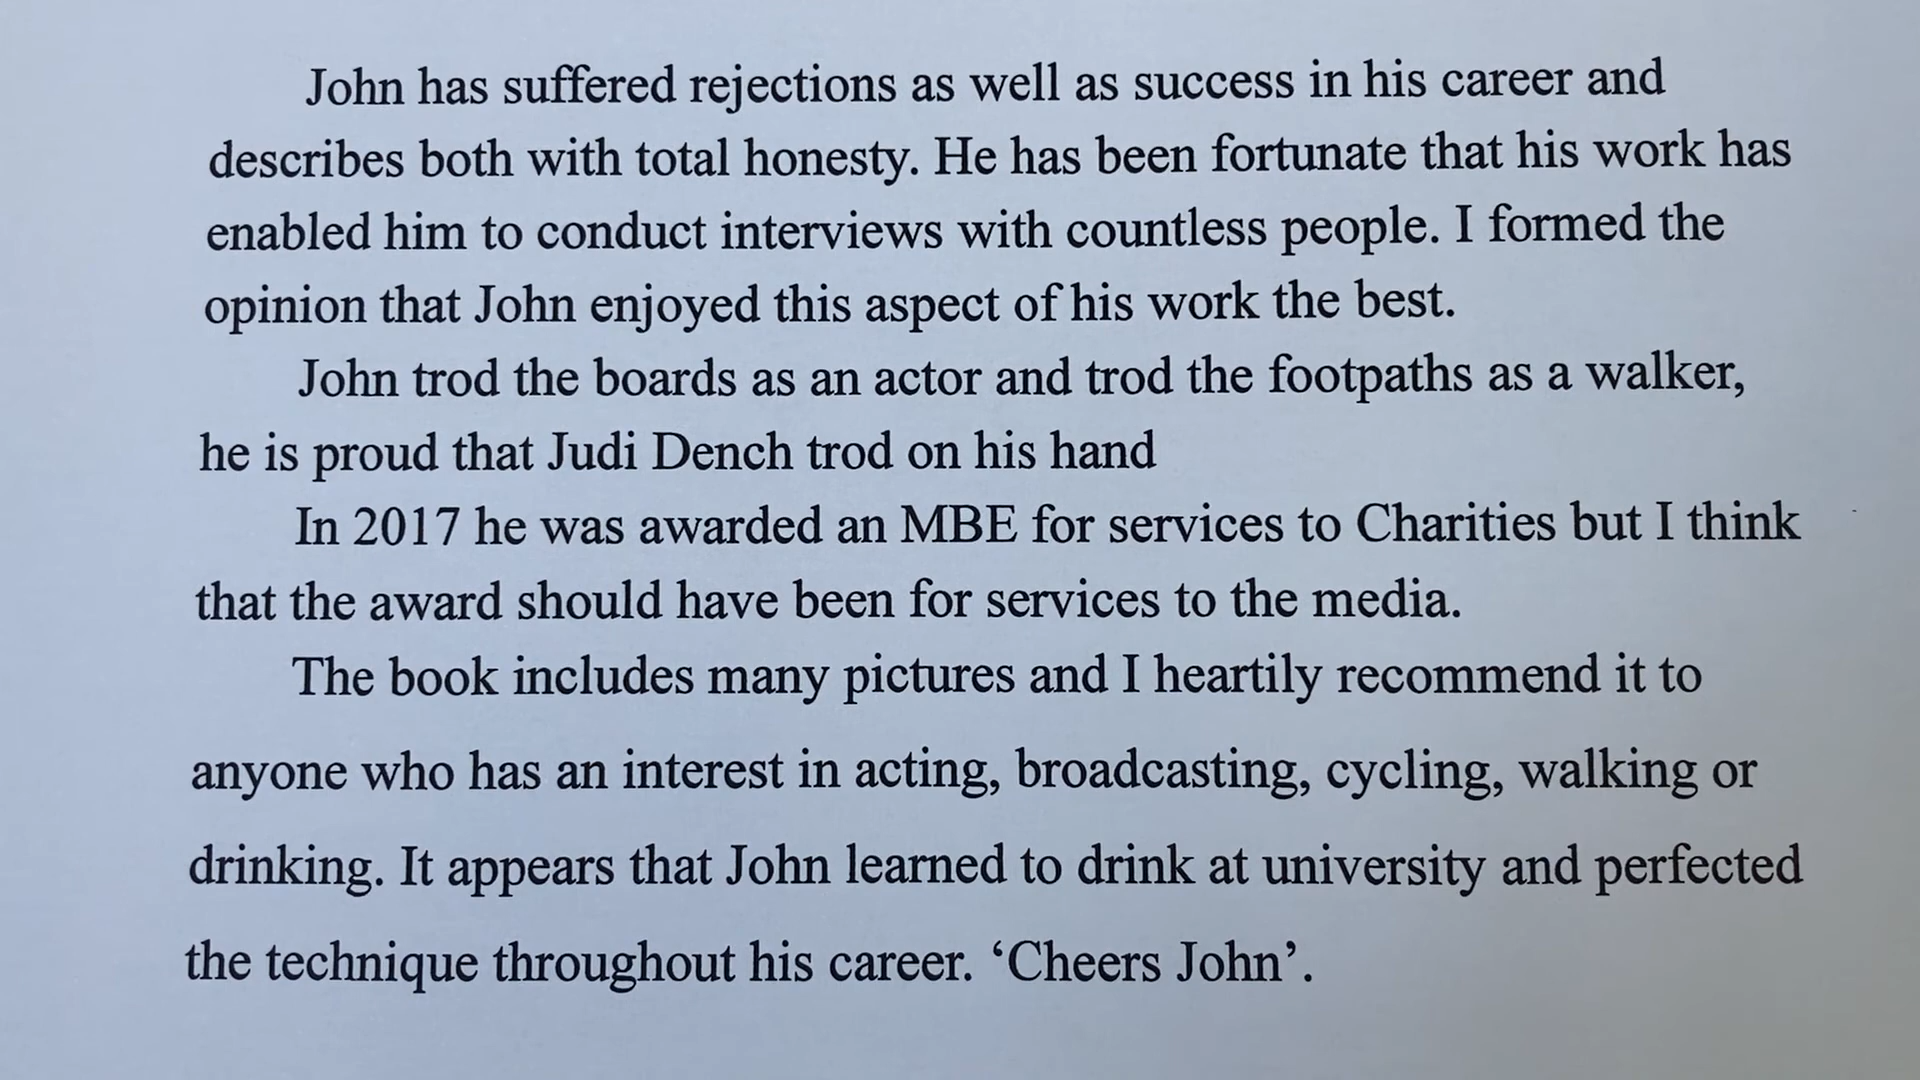 John has suffered rejections as well as success in his career and
describes both with total honesty. He has been fortunate that his work has
enabled him to conduct interviews with countless people. I formed the
opinion that John enjoyed this aspect of his work the best.
John trod the boards as an actor and trod the footpaths as a walker,
he is proud that Judi Dench trod on his hand
In 2017 he was awarded an MBE for services to Charities but I think
that the award should have been for services to the media.
The book includes many pictures and I heartily recommend it to
anyone who has an interest in acting, broadcasting, cycling, walking or
drinking. It appears that John learned to drink at university and perfected
the technique throughout his career. ‘Cheers John’.